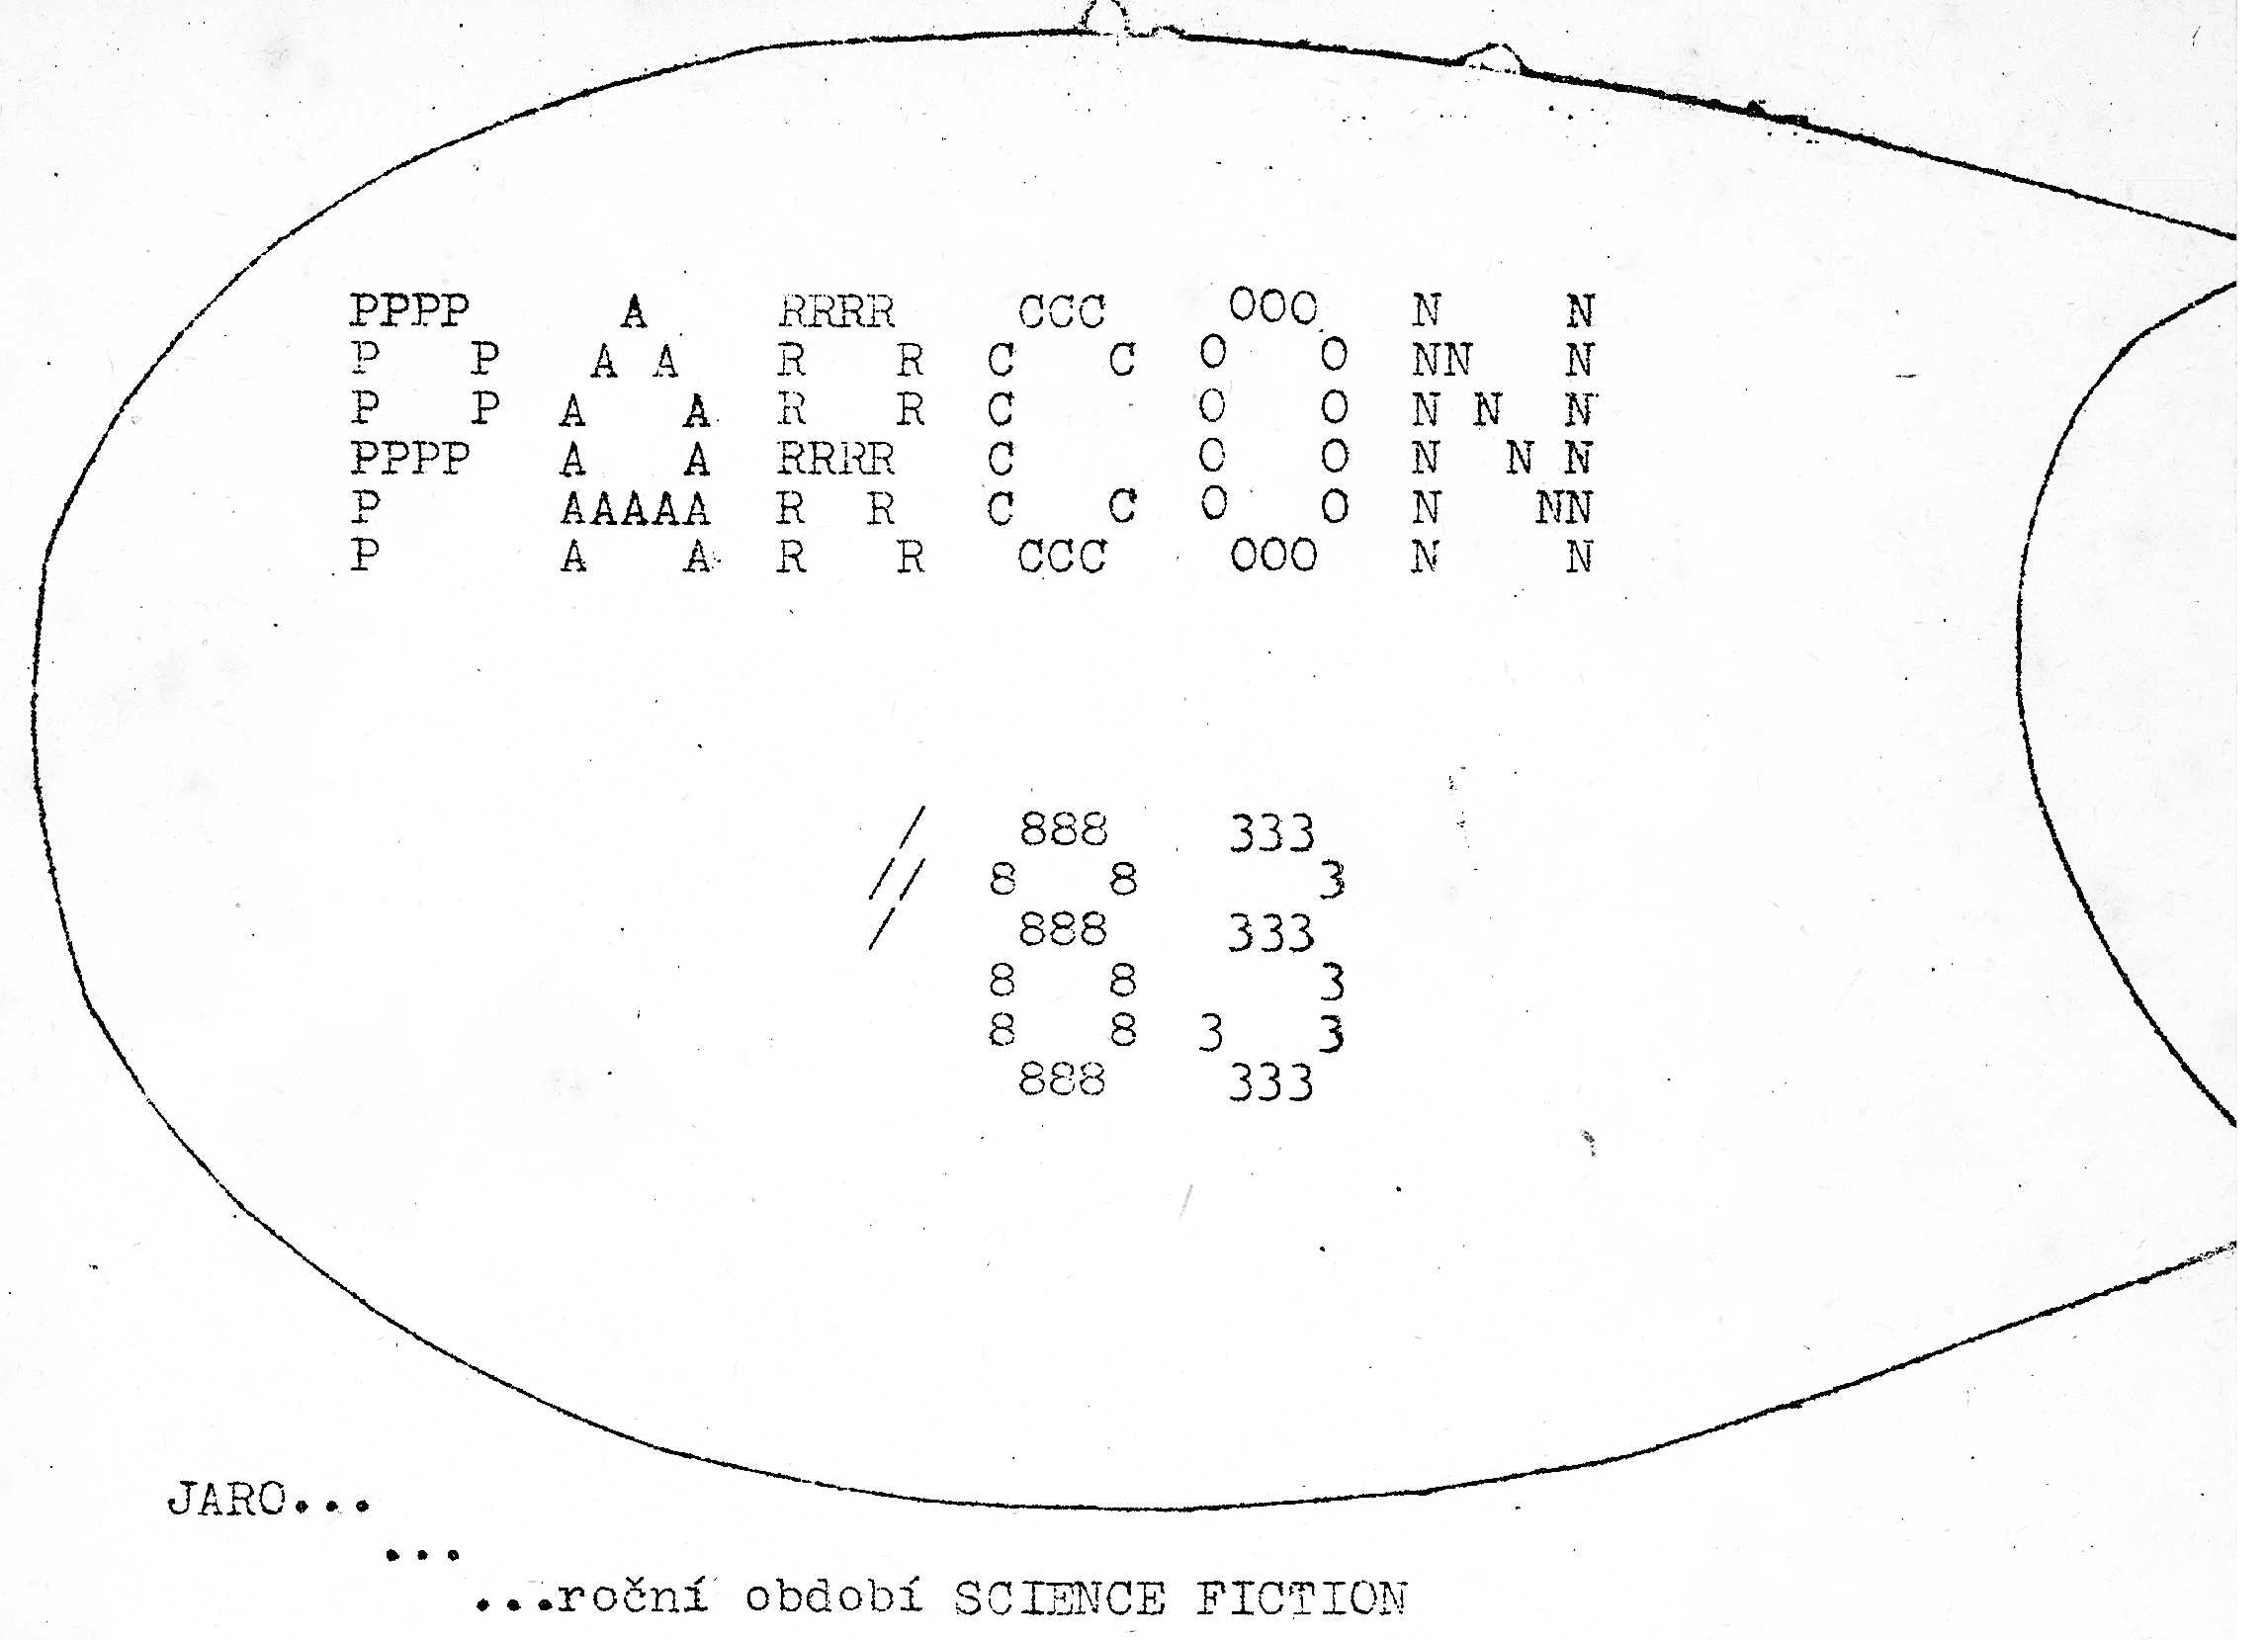 PARCON
'83
JARO...
...
...roční období SCIENCE FICTION